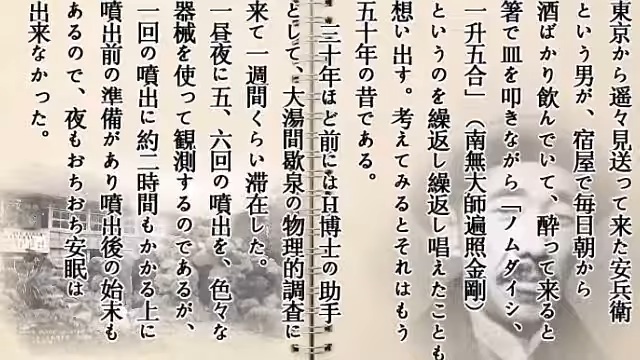 東京から遥々見送って来た安兵衛
という男が、宿屋で毎日朝から
酒ばかり飲んでいて、酔って来ると
箸で皿を叩きながら「ノムダイシ、
一升五合」(南無大師遍照金剛)
というのを繰返し繰返し唱えたことも
想い出す。考えてみるとそれはもう
五十年の昔である。
三十年ほど前にはH博士の助手
として、大湯間歇泉の物理的調査に
来て一週間くらい滞在した。
一昼夜に五、六回の噴出を、色々な
器械を使って観測するのであるが、
一回の噴出に約二時間もかかる上に
噴出前の準備があり噴出後の始末も
あるので、夜もおちおち安眠は
出来なかった。